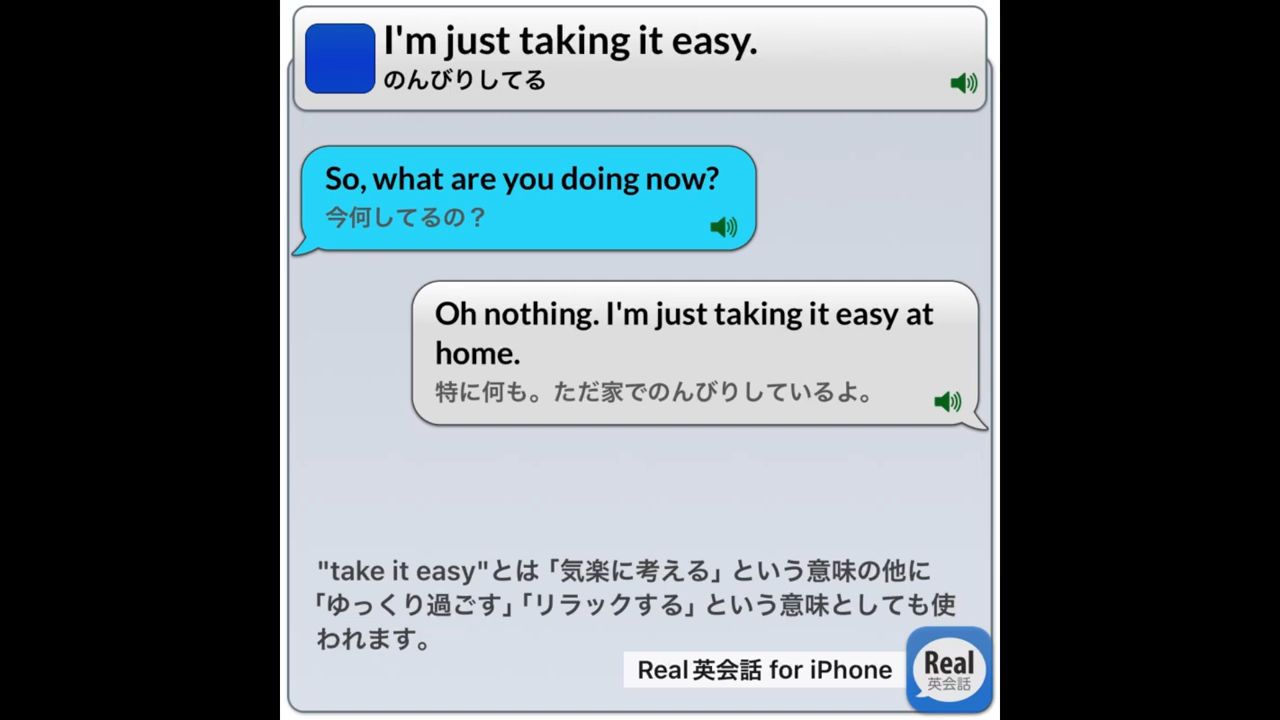 I'm just taking it easy.
のんびりしてる
So, what are you doing now?
今何してるの？
Oh nothing. I'm just taking it easy at
home.
特に何も。ただ家でのんびりしているよ。
"take it easy"とは「気楽に考える」という意味の他に
「ゆっくり過ごす」「リラックスする」という意味としても使
われます。
Real英会話 for iPhone
Real
英会話